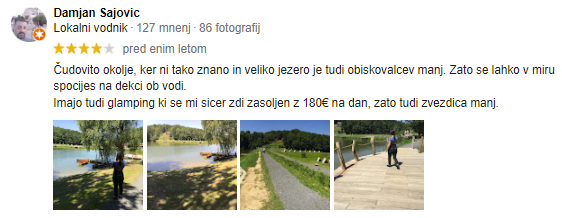 Damjan Sajovic
Lokalni vodnik · 127 mnenj · 86 fotografij
pred enim letom
Čudovito okolje, ker ni tako znano in veliko jezero je tudi obiskovalcev manj. Zato se lahko v miru
spocijes na dekci ob vodi.
Imajo tudi glamping ki se mi sicer zdi zasoljen z 180€ na dan, zato tudi zvezdica manj.